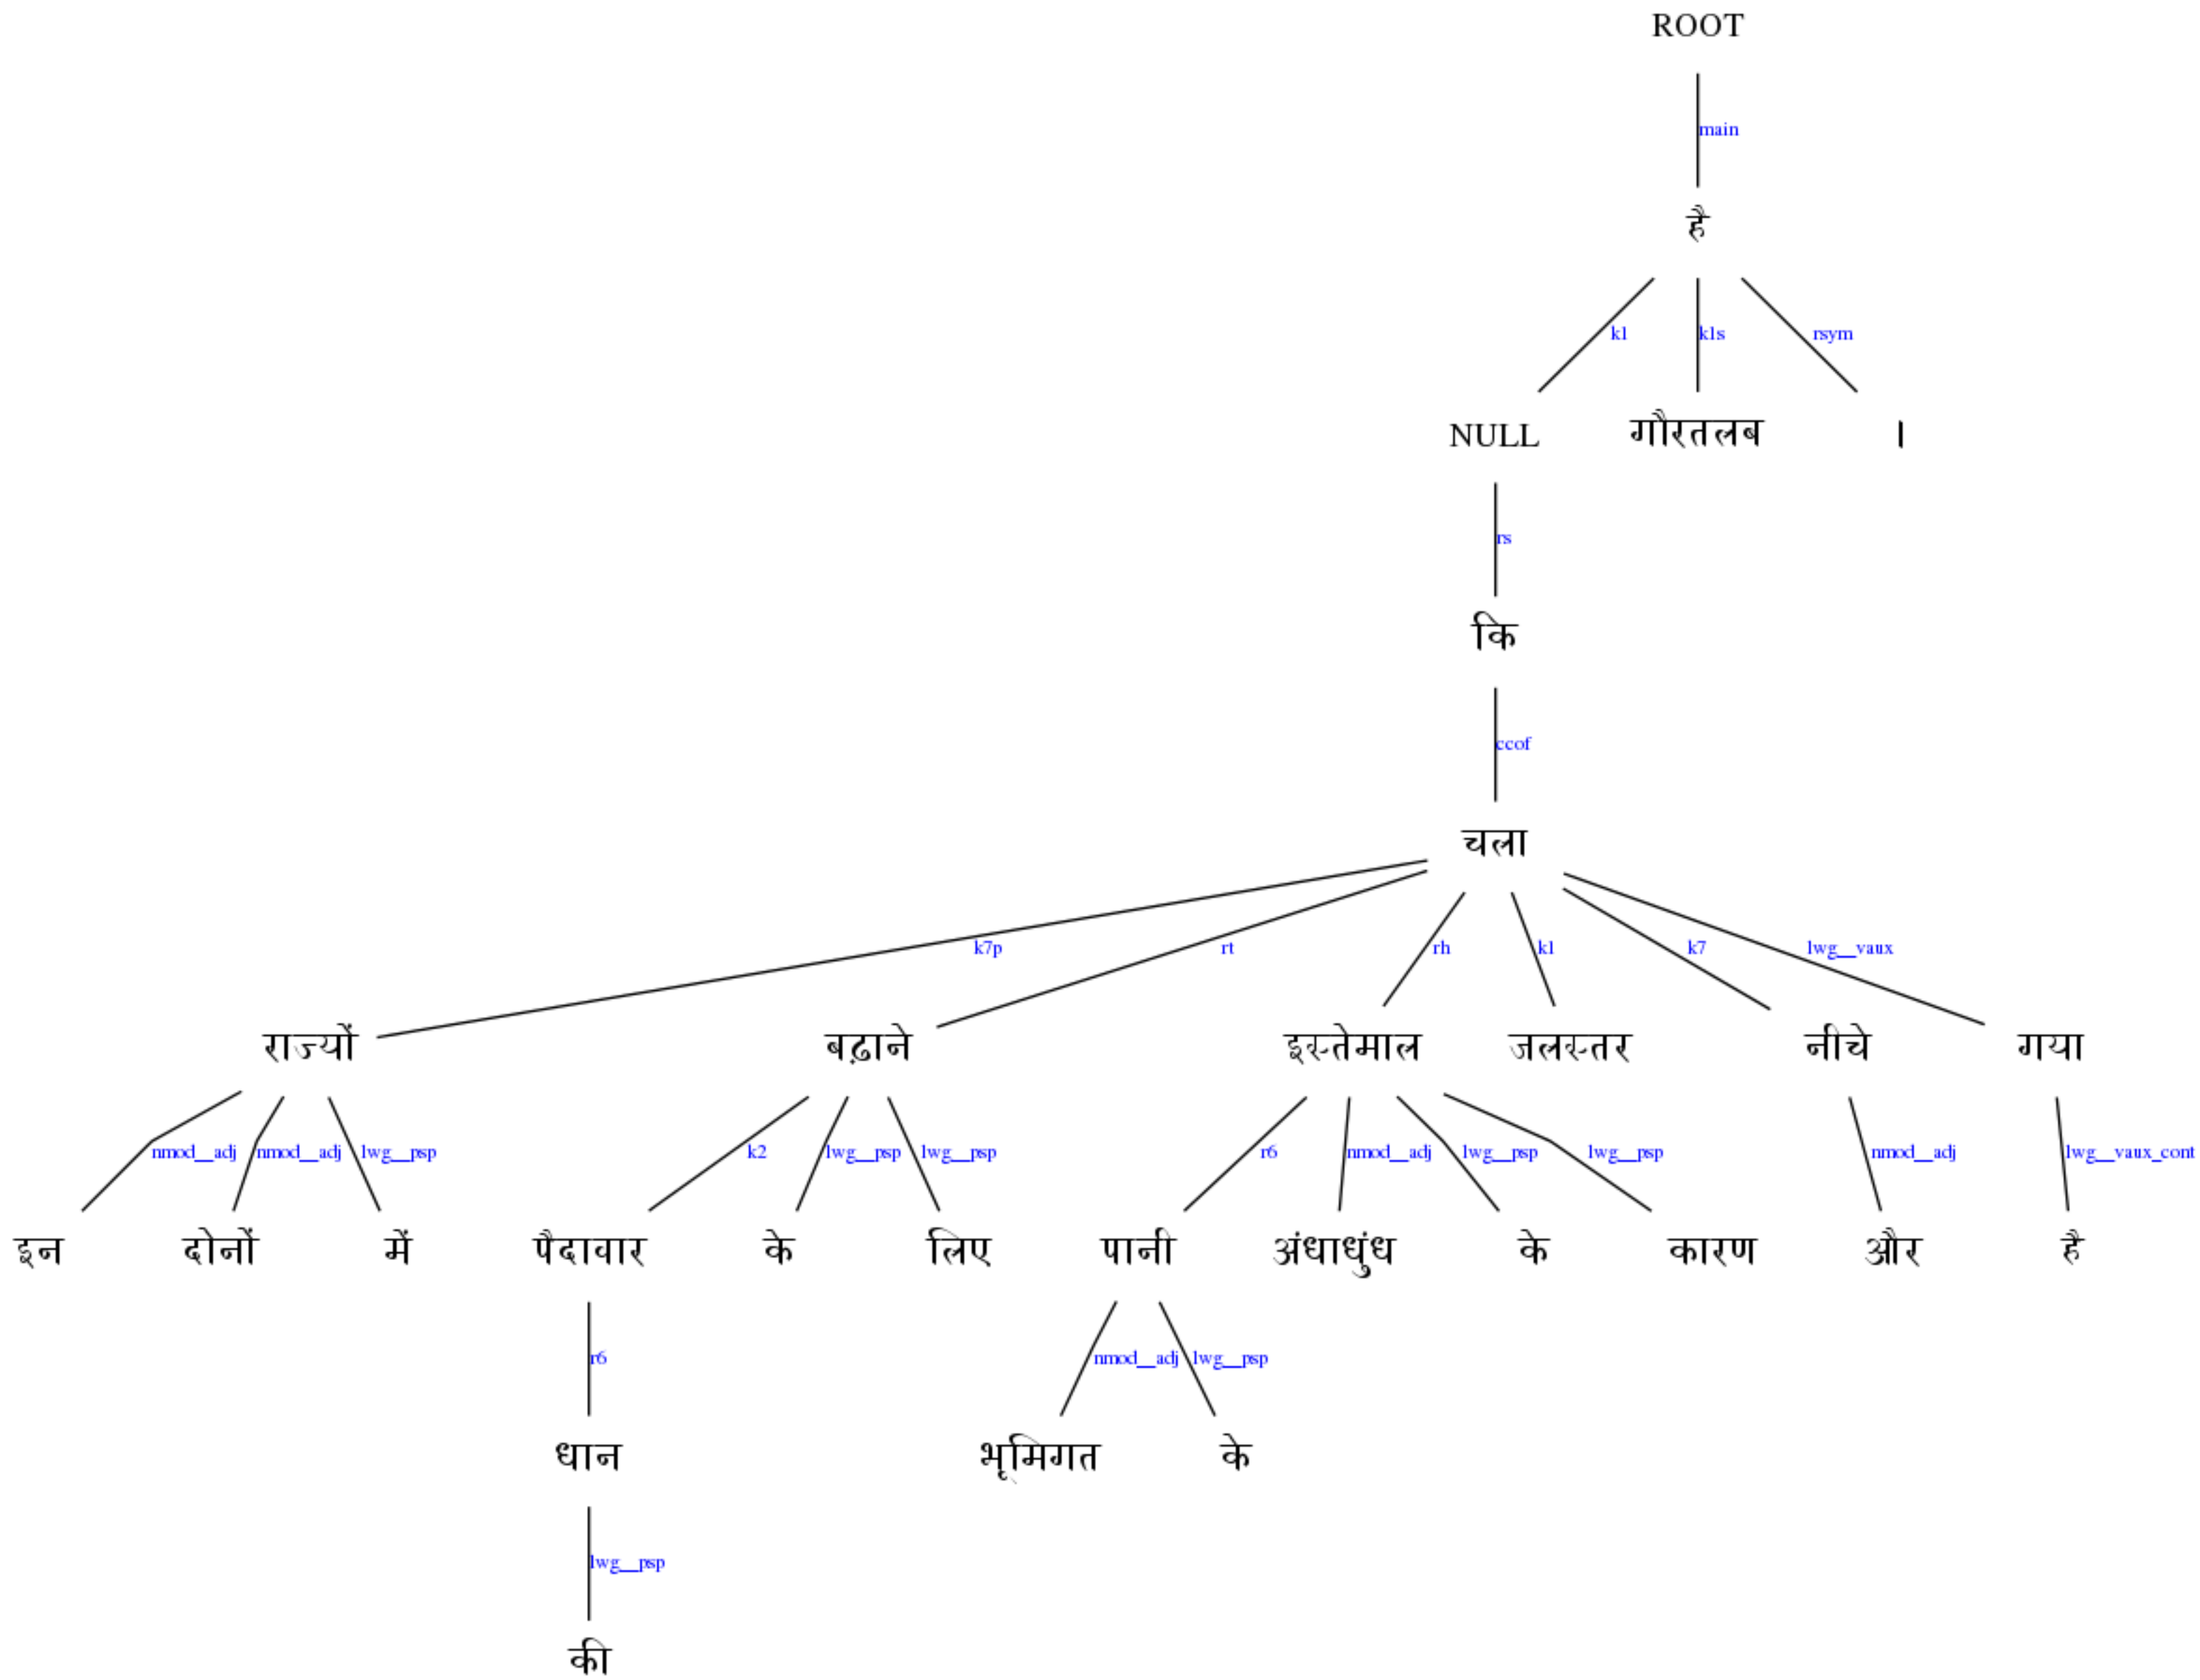 ROOT
main
है
k1 k1s rsym
NULL गौरतलब ।
rs
कि
ccof
चला
k7p rt rh k1 k7 lwg__vaux
राज्यों बढ़ाने इस्तेमाल जलस्तर नीचे गया
nmod__adj nmod__adj lwg__psp k2 lwg__psp lwg__psp r6 nmod__adj lwg__psp lwg__psp nmod__adj lwg__vaux_cont
इन दोनों में पैदावार के लिए पानी अंधाधुंध के कारण और है
r6 nmod__adj lwg__psp
धान भूमिगत के
lwg__psp
की